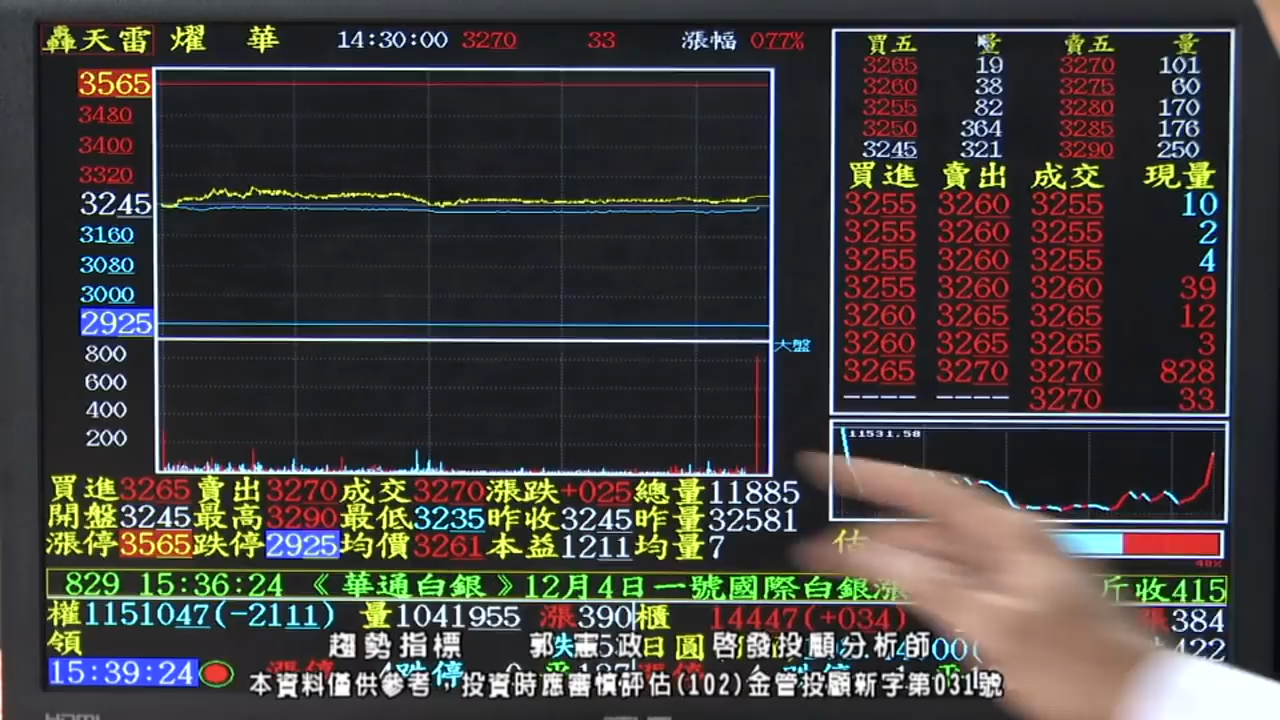 轟天雷 燿 華 14:30:00 3270 33 漲幅 077%
3565
3480
3400
3320
3245
3160
3080
3000
2925
800
600
400
200
大盤
買五 量 賣五 量
3265 19 3270 101
3260 38 3275 60
3255 82 3280 170
3250 364 3285 176
3245 321 3290 250
買進 賣出 成交 現量
3255 3260 3255 10
3255 3260 3255 2
3255 3260 3255 4
3255 3260 3260 39
3260 3265 3265 12
3260 3265 3265 3
3265 3270 3270 828
---- ---- 3270 33
11531.58
買進3265 賣出3270 成交3270 漲跌+025 總量11885
開盤3245 最高3290 最低3235 昨收3245 昨量32581
漲停3565 跌停2925 均價3261 本益1211 均量7
估
48%
829 15:36:24 《華通白銀》12月4日一號國際白銀漲 斤收415
權1151047(-2111) 量1041955 漲390 櫃 14447(+034) 384
領 422
趨勢指標 郭憲政 啓發投顧分析師
15:39:24
本資料僅供參考，投資時應審慎評估(102)金管投顧新字第031號